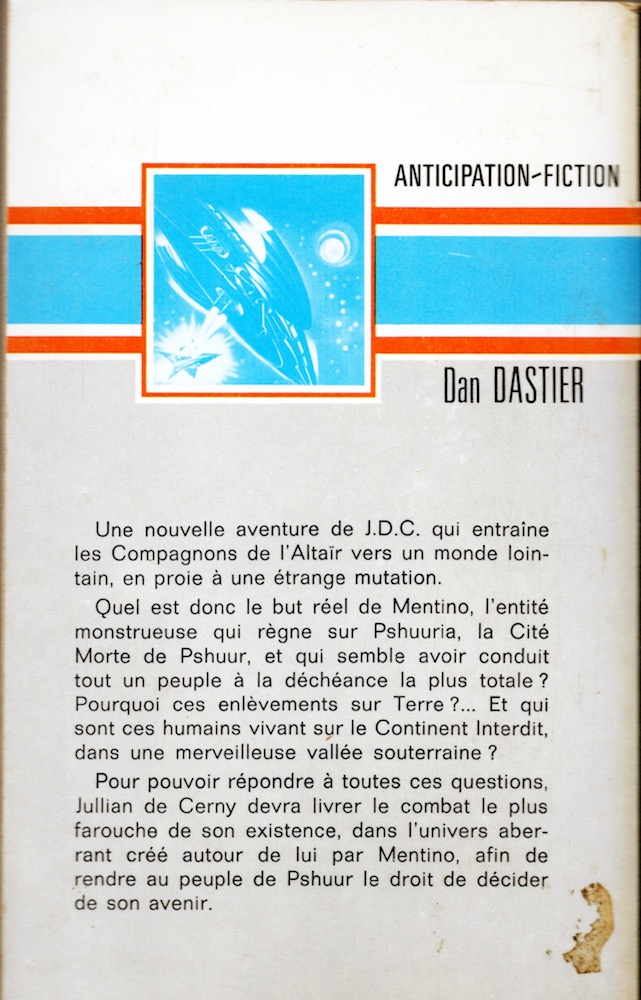 ANTICIPATION-FICTION
Dan DASTIER
Une nouvelle aventure de J.D.C. qui entraîne
les Compagnons de l'Altaïr vers un monde loin-
tain, en proie à une étrange mutation.
Quel est donc le but réel de Mentino, l'entité
monstrueuse qui règne sur Pshuuria, la Cité
Morte de Pshuur, et qui semble avoir conduit
tout un peuple à la déchéance la plus totale ?
Pourquoi ces enlèvements sur Terre ?... Et qui
sont ces humains vivant sur le Continent Interdit,
dans une merveilleuse vallée souterraine ?
Pour pouvoir répondre à toutes ces questions,
Jullian de Cerny devra livrer le combat le plus
farouche de son existence, dans l'univers aber-
rant créé autour de lui par Mentino, afin de
rendre au peuple de Pshuur le droit de décider
de son avenir.